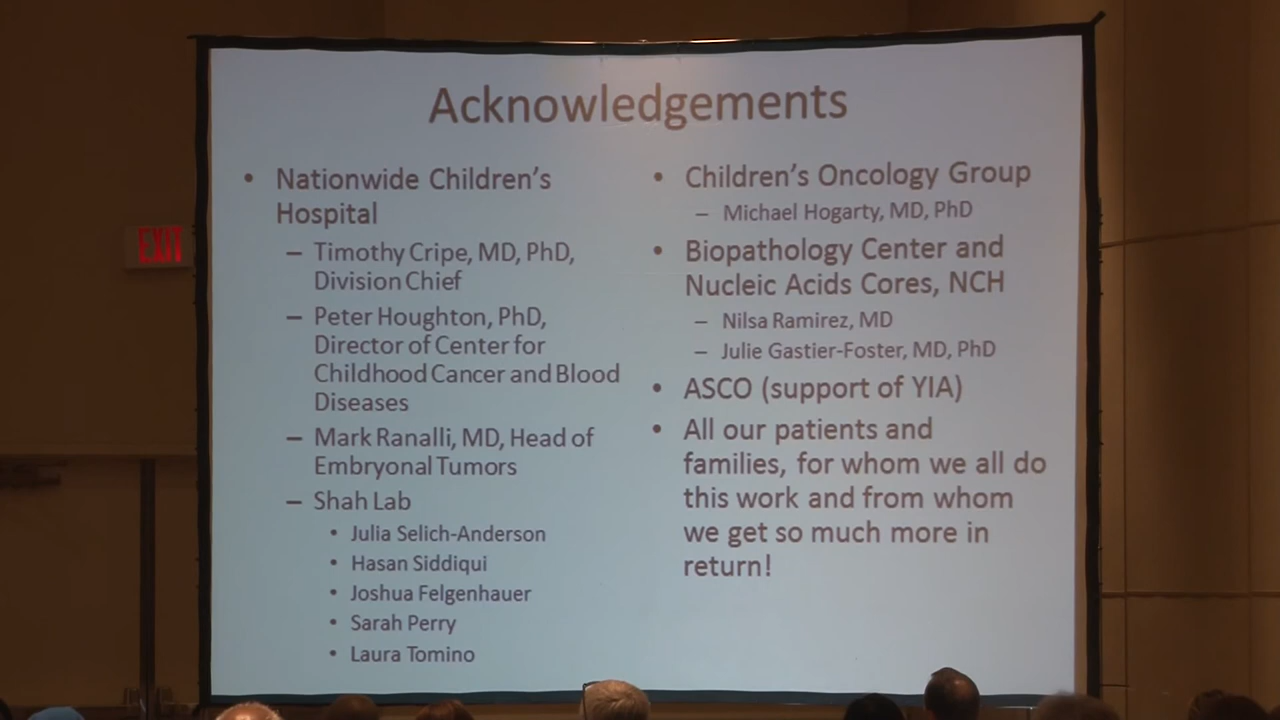 Acknowledgements
• Nationwide Children's
Hospital
– Timothy Cripe, MD, PhD,
Division Chief
– Peter Houghton, PhD,
Director of Center for
Childhood Cancer and Blood
Diseases
– Mark Ranalli, MD, Head of
Embryonal Tumors
– Shah Lab
• Julia Selich-Anderson
• Hasan Siddiqui
• Joshua Felgenhauer
• Sarah Perry
• Laura Tomino
• Children's Oncology Group
– Michael Hogarty, MD, PhD
• Biopathology Center and
Nucleic Acids Cores, NCH
– Nilsa Ramirez, MD
– Julie Gastier-Foster, MD, PhD
• ASCO (support of YIA)
• All our patients and
families, for whom we all do
this work and from whom
we get so much more in
return!
EXIT